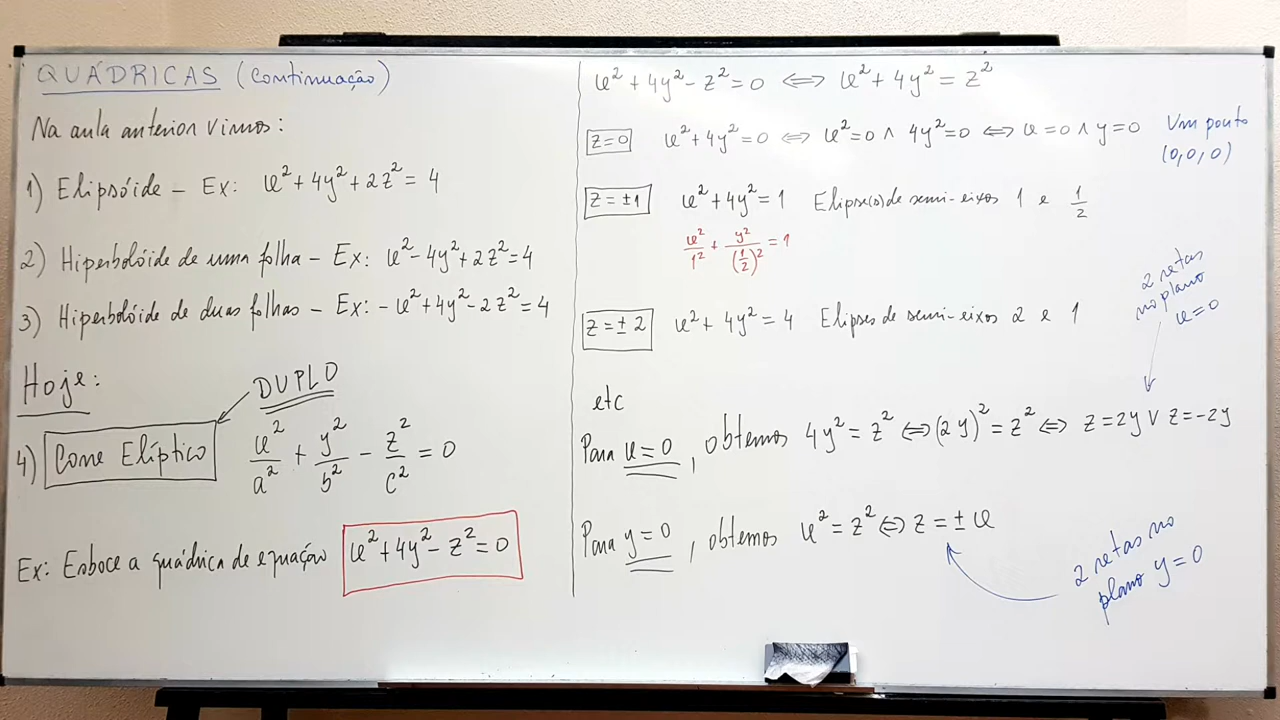 QUÁDRICAS (Continuação)
Na aula anterior vimos:
1) Elipsóide – Ex: x² + 4y² + 2z² = 4
2) Hiperbolóide de uma folha – Ex: x² - 4y² + 2z² = 4
3) Hiperbolóide de duas folhas – Ex: -x² + 4y² - 2z² = 4
Hoje:
DUPLO
4) Cone Elíptico x²/a² + y²/b² - z²/c² = 0
Ex: Esboce a quádrica de equação x² + 4y² - z² = 0
x² + 4y² - z² = 0 ⇔ x² + 4y² = z²
z=0 x² + 4y² = 0 ⇔ x² = 0 ∧ 4y² = 0 ⇔ x = 0 ∧ y = 0 Um ponto
(0,0,0)
z = ±1 x² + 4y² = 1 Elipse(s) de semi-eixos 1 e 1/2
x²/1² + y²/(1/2)² = 1
z = ±2 x² + 4y² = 4 Elipses de semi-eixos 2 e 1
2 retas
no plano
x=0
etc
Para x=0, obtemos 4y² = z² ⇔ (2y)² = z² ⇔ z = 2y ∨ z = -2y
Para y=0, obtemos x² = z² ⇔ z = ± x
2 retas no
plano y=0